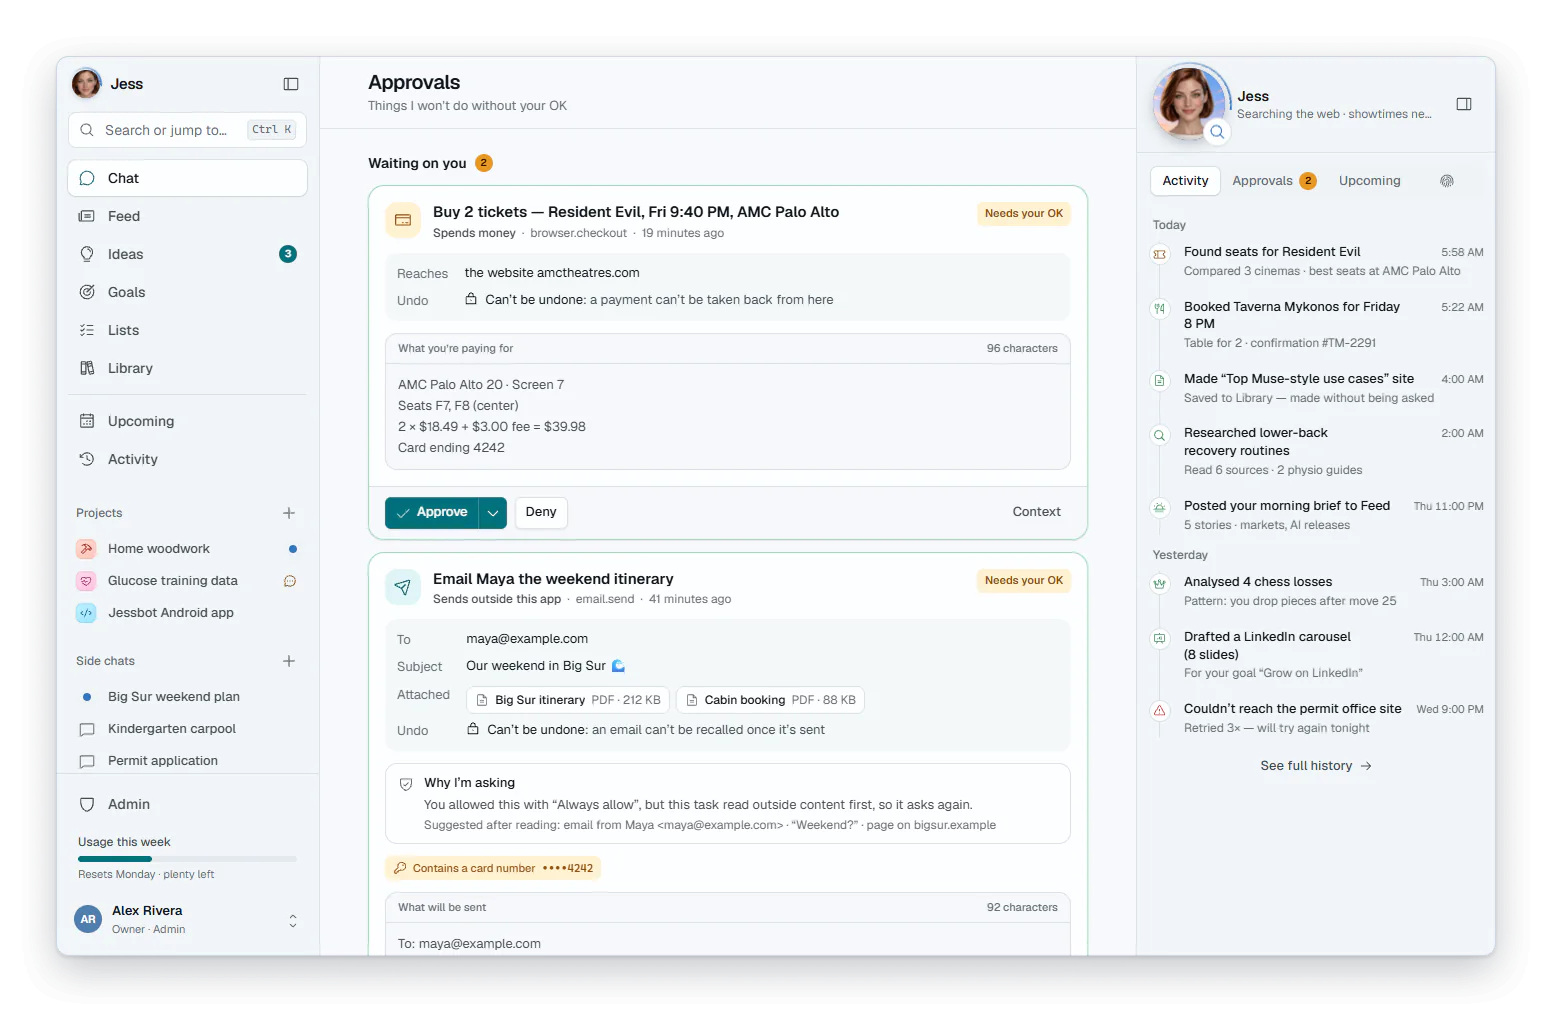 Jess
Search or jump to... Ctrl K
Chat
Feed
Ideas 3
Goals
Lists
Library
Upcoming
Activity
Projects
Home woodwork
Glucose training data
Jessbot Android app
Side chats
Big Sur weekend plan
Kindergarten carpool
Permit application
Admin
Usage this week
Resets Monday · plenty left
AR Alex Rivera
Owner · Admin
Approvals
Things I won't do without your OK
Waiting on you 2
Buy 2 tickets — Resident Evil, Fri 9:40 PM, AMC Palo Alto Needs your OK
Spends money · browser.checkout · 19 minutes ago
Reaches the website amctheatres.com
Undo Can't be undone: a payment can't be taken back from here
What you're paying for 96 characters
AMC Palo Alto 20 · Screen 7
Seats F7, F8 (center)
2 × $18.49 + $3.00 fee = $39.98
Card ending 4242
Approve Deny Context
Email Maya the weekend itinerary Needs your OK
Sends outside this app · email.send · 41 minutes ago
To maya@example.com
Subject Our weekend in Big Sur 🌊
Attached Big Sur itinerary PDF · 212 KB Cabin booking PDF · 88 KB
Undo Can't be undone: an email can't be recalled once it's sent
Why I'm asking
You allowed this with “Always allow”, but this task read outside content first, so it asks again.
Suggested after reading: email from Maya <maya@example.com> · “Weekend?” · page on bigsur.example
Contains a card number ••••4242
What will be sent 92 characters
To: maya@example.com
Jess
Searching the web · showtimes ne...
Activity Approvals 2 Upcoming
Today
Found seats for Resident Evil 5:58 AM
Compared 3 cinemas · best seats at AMC Palo Alto
Booked Taverna Mykonos for Friday 5:22 AM
8 PM
Table for 2 · confirmation #TM-2291
Made “Top Muse-style use cases” site 4:00 AM
Saved to Library — made without being asked
Researched lower-back 2:00 AM
recovery routines
Read 6 sources · 2 physio guides
Posted your morning brief to Feed Thu 11:00 PM
5 stories · markets, AI releases
Yesterday
Analysed 4 chess losses Thu 3:00 AM
Pattern: you drop pieces after move 25
Drafted a LinkedIn carousel Thu 12:00 AM
(8 slides)
For your goal “Grow on LinkedIn”
Couldn't reach the permit office site Wed 9:00 PM
Retried 3× — will try again tonight
See full history →